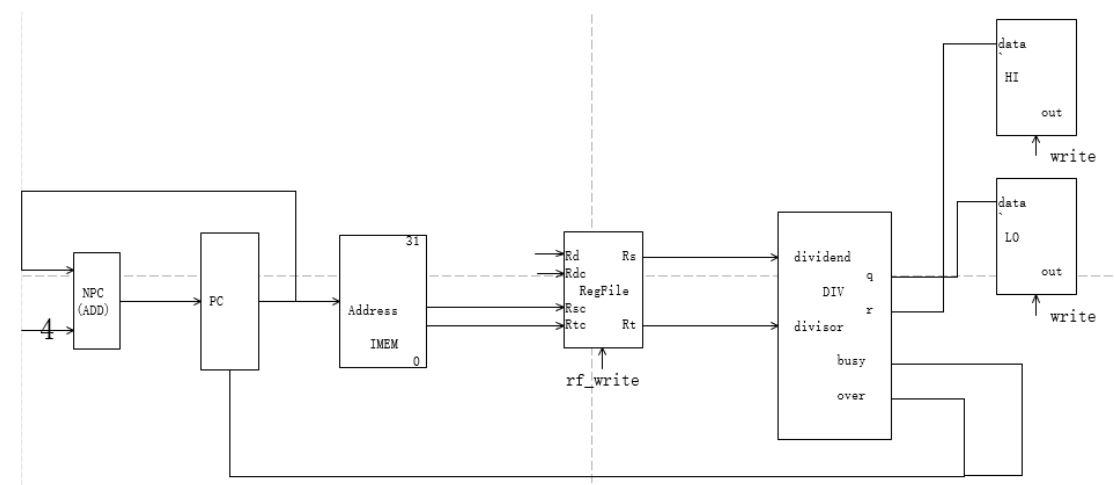 data
HI
out
write
data
LO
out
write
31
Rd
Rs
Rdc
RegFile
Rsc
Rtc
Rt
rf_write
dividend
q
DIV
r
divisor
busy
over
NPC
(ADD)
4
PC
Address
IMEM
0